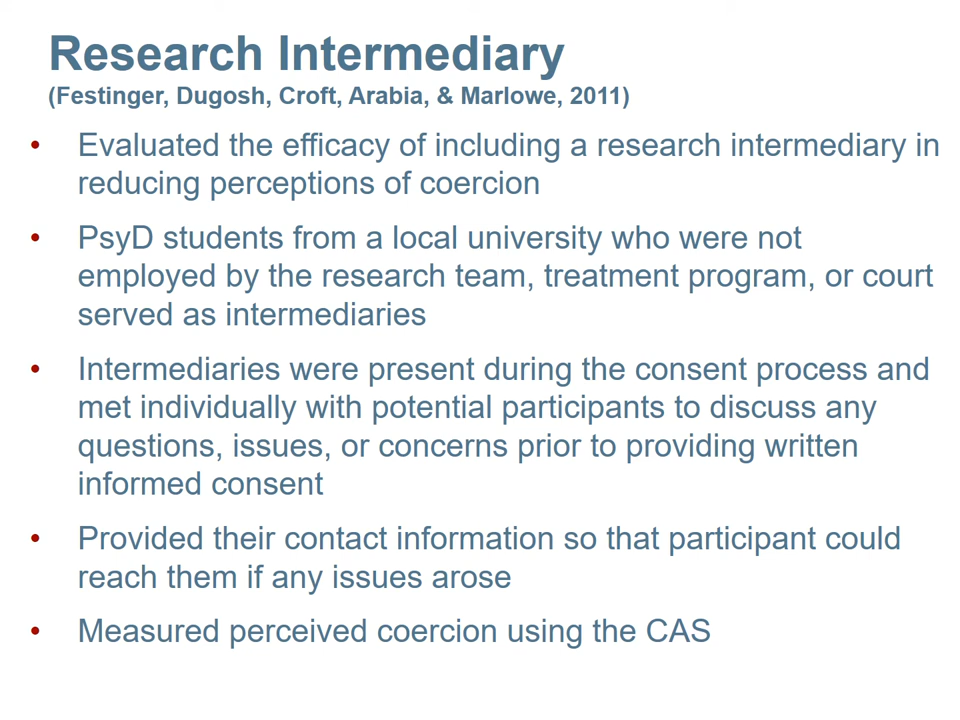 Research Intermediary
(Festinger, Dugosh, Croft, Arabia, & Marlowe, 2011)
• Evaluated the efficacy of including a research intermediary in
reducing perceptions of coercion
• PsyD students from a local university who were not
employed by the research team, treatment program, or court
served as intermediaries
• Intermediaries were present during the consent process and
met individually with potential participants to discuss any
questions, issues, or concerns prior to providing written
informed consent
• Provided their contact information so that participant could
reach them if any issues arose
• Measured perceived coercion using the CAS